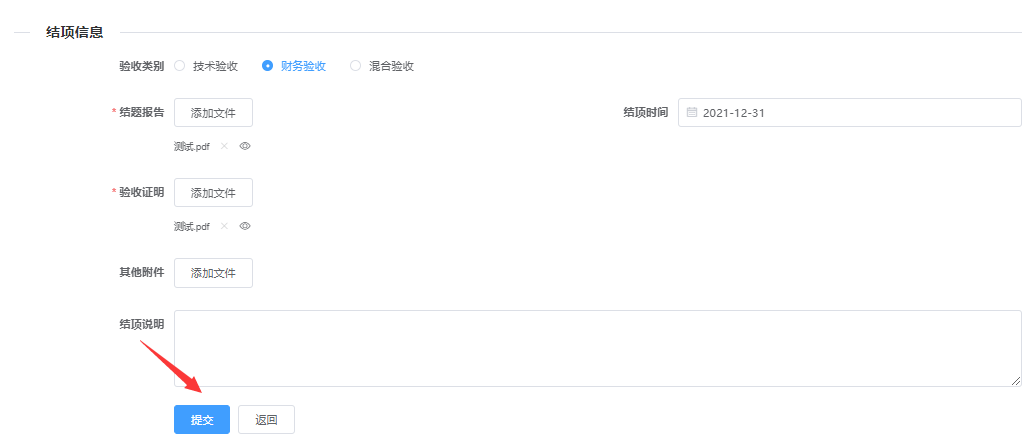 结项信息
验收类别 技术验收 财务验收 混合验收
* 结题报告 添加文件 结项时间 2021-12-31
测试.pdf
* 验收证明 添加文件
测试.pdf
其他附件 添加文件
结项说明
提交 返回